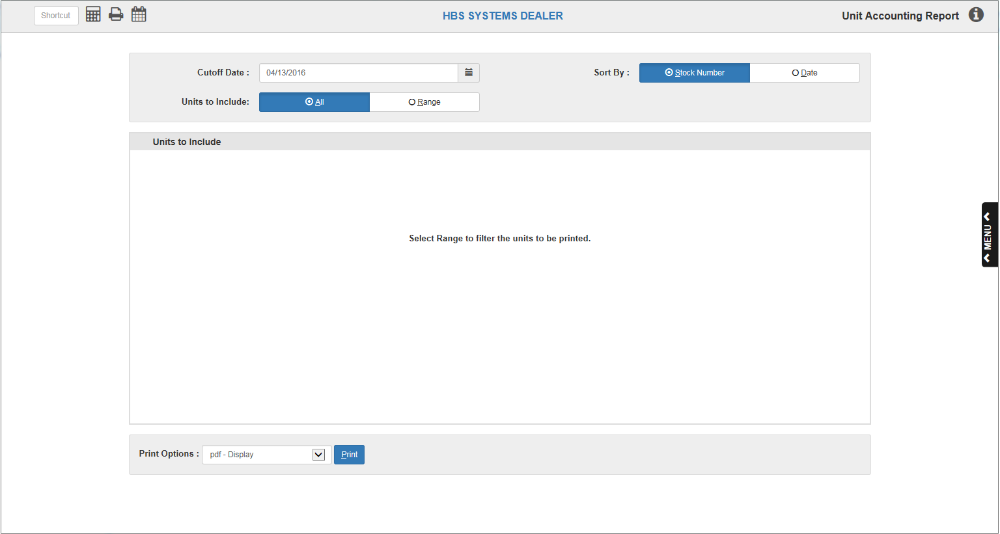 Shortcut
HBS SYSTEMS DEALER
Unit Accounting Report
Cutoff Date : 04/13/2016
Sort By : Stock Number Date
Units to Include: All Range
Units to Include
Select Range to filter the units to be printed.
MENU
Print Options : pdf - Display Print